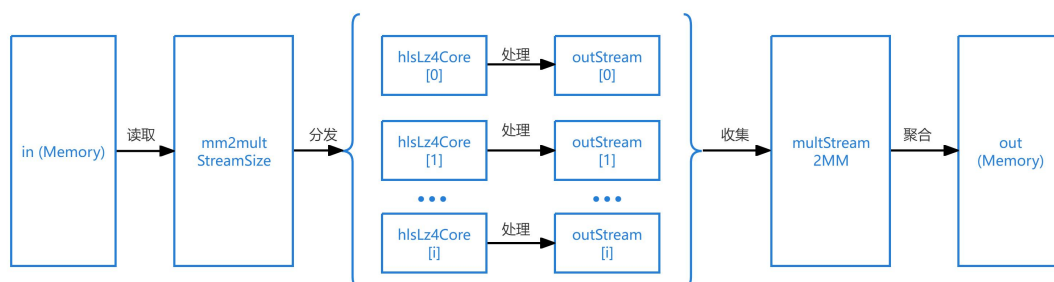 in (Memory)
读取
mm2mult
StreamSize
分发
hlsLz4Core
[0]
处理
outStream
[0]
hlsLz4Core
[1]
处理
outStream
[1]
•••
•••
hlsLz4Core
[i]
处理
outStream
[i]
收集
multStream
2MM
聚合
out
(Memory)